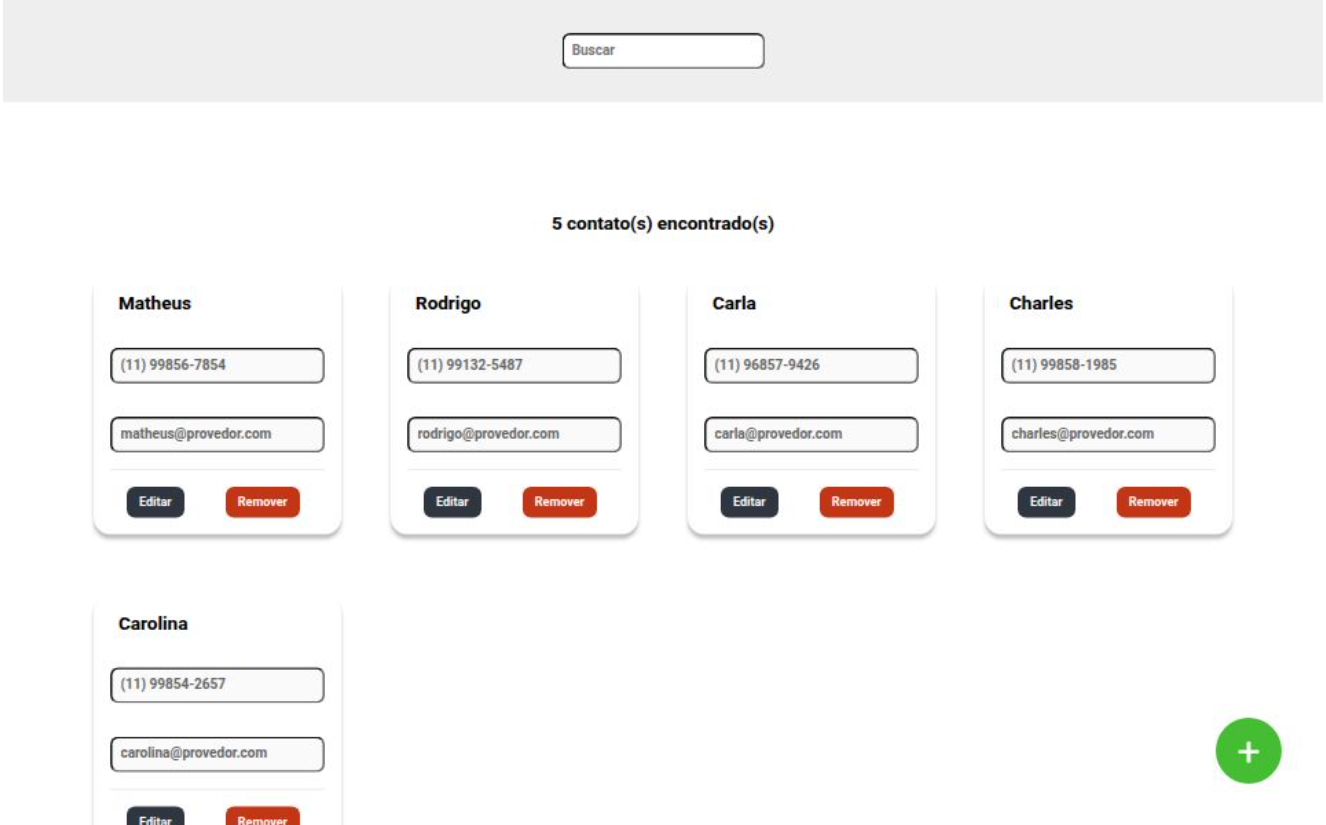 Buscar
5 contato(s) encontrado(s)
Matheus
(11) 99856-7854
matheus@provedor.com
Editar
Remover
Rodrigo
(11) 99132-5487
rodrigo@provedor.com
Editar
Remover
Carla
(11) 96857-9426
carla@provedor.com
Editar
Remover
Charles
(11) 99858-1985
charles@provedor.com
Editar
Remover
Carolina
(11) 99854-2657
carolina@provedor.com
Editar
Remover
+